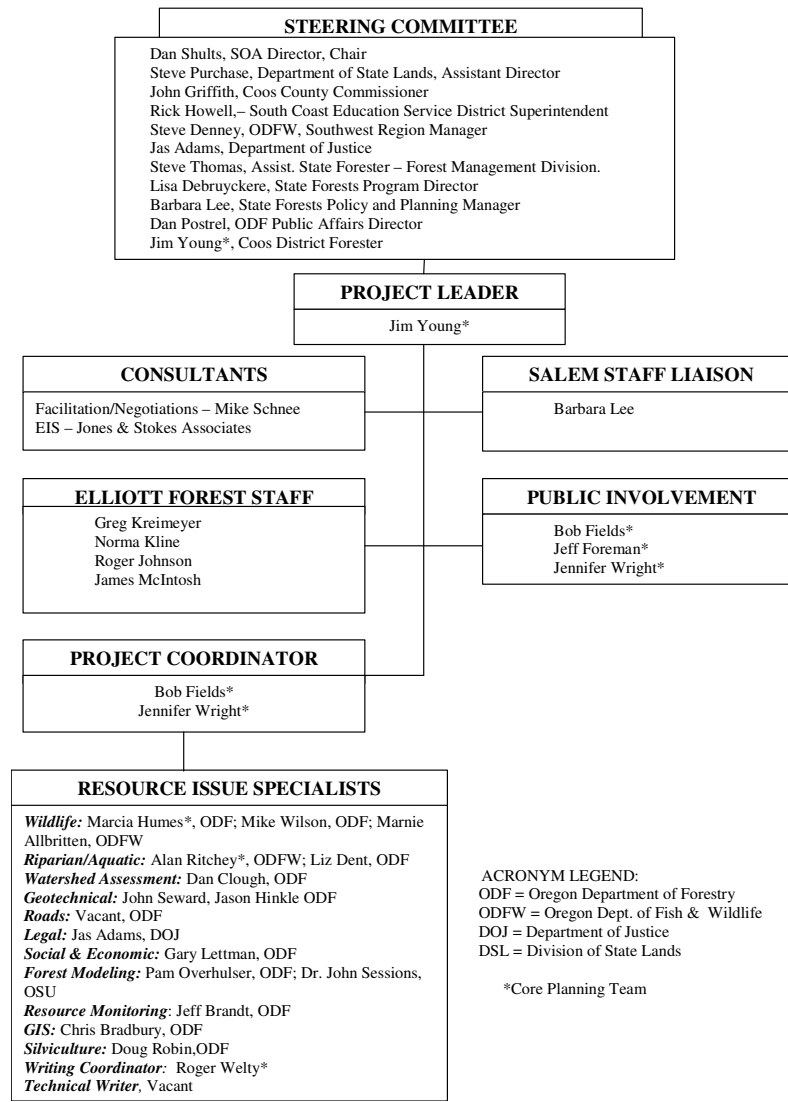 STEERING COMMITTEE
Dan Shults, SOA Director, Chair
Steve Purchase, Department of State Lands, Assistant Director
John Griffith, Coos County Commissioner
Rick Howell,– South Coast Education Service District Superintendent
Steve Denney, ODFW, Southwest Region Manager
Jas Adams, Department of Justice
Steve Thomas, Assist. State Forester – Forest Management Division.
Lisa Debruyckere, State Forests Program Director
Barbara Lee, State Forests Policy and Planning Manager
Dan Postrel, ODF Public Affairs Director
Jim Young*, Coos District Forester
PROJECT LEADER
Jim Young*
CONSULTANTS
Facilitation/Negotiations – Mike Schnee
EIS – Jones & Stokes Associates
SALEM STAFF LIAISON
Barbara Lee
ELLIOTT FOREST STAFF
Greg Kreimeyer
Norma Kline
Roger Johnson
James McIntosh
PUBLIC INVOLVEMENT
Bob Fields*
Jeff Foreman*
Jennifer Wright*
PROJECT COORDINATOR
Bob Fields*
Jennifer Wright*
RESOURCE ISSUE SPECIALISTS
Wildlife: Marcia Humes*, ODF; Mike Wilson, ODF; Marnie
Allbritten, ODFW
Riparian/Aquatic: Alan Ritchey*, ODFW; Liz Dent, ODF
Watershed Assessment: Dan Clough, ODF
Geotechnical: John Seward, Jason Hinkle ODF
Roads: Vacant, ODF
Legal: Jas Adams, DOJ
Social & Economic: Gary Lettman, ODF
Forest Modeling: Pam Overhulser, ODF; Dr. John Sessions,
OSU
Resource Monitoring: Jeff Brandt, ODF
GIS: Chris Bradbury, ODF
Silviculture: Doug Robin,ODF
Writing Coordinator: Roger Welty*
Technical Writer, Vacant
ACRONYM LEGEND:
ODF = Oregon Department of Forestry
ODFW = Oregon Dept. of Fish & Wildlife
DOJ = Department of Justice
DSL = Division of State Lands
*Core Planning Team